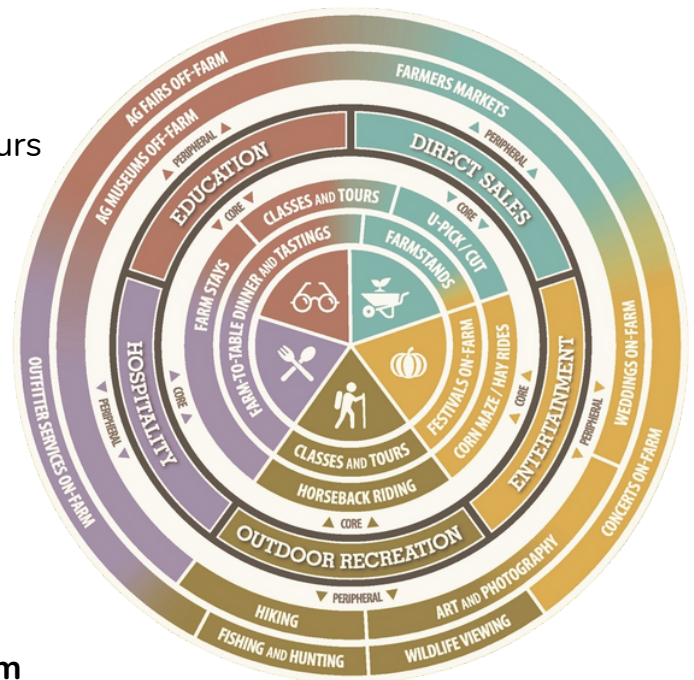 AG FAIRS OFF-FARM
AG MUSEUMS OFF-FARM
FARMERS MARKETS
urs
PERIPHERAL
PERIPHERAL
EDUCATION
DIRECT SALES
CORE
CORE
CLASSES AND TOURS
U-PICK / CUT
FARM STAYS
FARM-TO-TABLE DINNER AND TASTINGS
FARMSTANDS
FESTIVALS ON-FARM
CORN MAZE / HAY RIDES
WEDDINGS ON-FARM
CONCERTS ON-FARM
OUTFITTER SERVICES ON-FARM
PERIPHERAL
HOSPITALITY
CORE
CORE
ENTERTAINMENT
PERIPHERAL
CLASSES AND TOURS
HORSEBACK RIDING
CORE
OUTDOOR RECREATION
PERIPHERAL
HIKING
ART AND PHOTOGRAPHY
FISHING AND HUNTING
WILDLIFE VIEWING
m